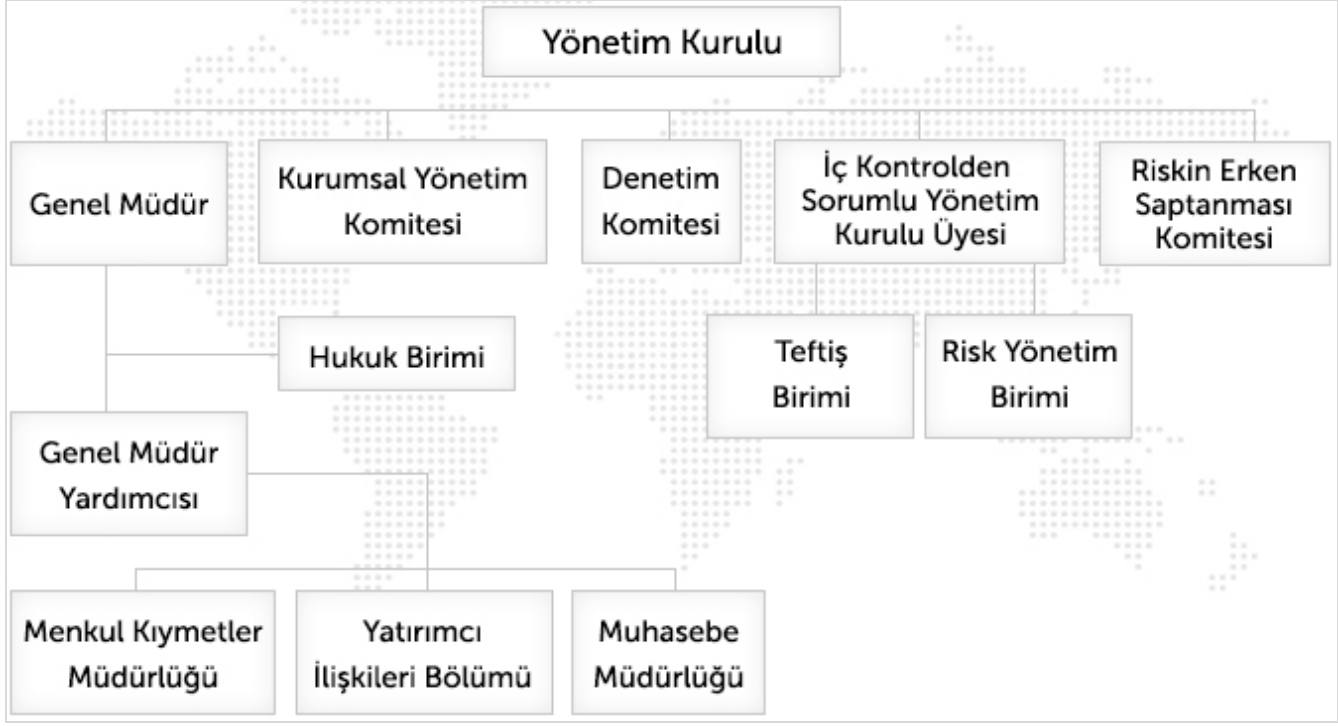 Yönetim Kurulu
Genel Müdür
Kurumsal Yönetim
Komitesi
Denetim
Komitesi
İç Kontrolden
Sorumlu Yönetim
Kurulu Üyesi
Riskin Erken
Saptanması
Komitesi
Hukuk Birimi
Teftiş
Birimi
Risk Yönetim
Birimi
Genel Müdür
Yardımcısı
Menkul Kıymetler
Müdürlüğü
Yatırımcı
İlişkileri Bölümü
Muhasebe
Müdürlüğü